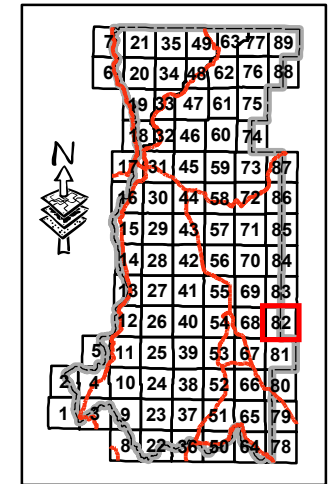 7 21 35 49 63 77 89
6 20 34 48 62 76 88
19 33 47 61 75
18 32 46 60 74
N
17 31 45 59 73 87
16 30 44 58 72 86
15 29 43 57 71 85
14 28 42 56 70 84
13 27 41 55 69 83
12 26 40 54 68 82
5 11 25 39 53 67 81
2 4 10 24 38 52 66 80
1 3 9 23 37 51 65 79
8 22 36 50 64 78